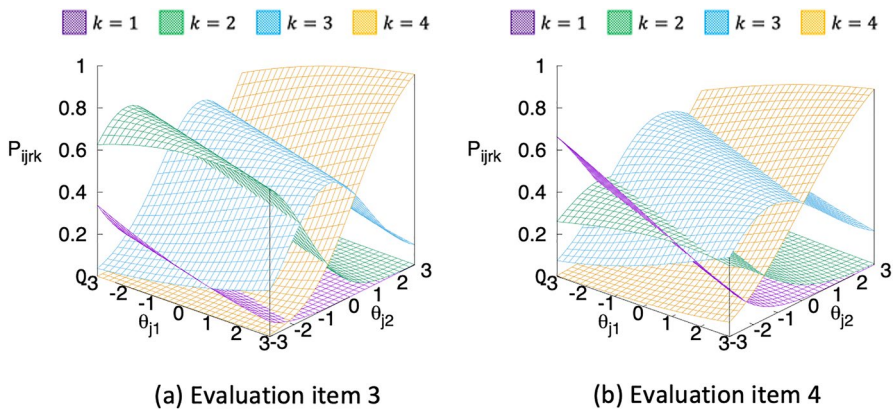 k = 1 k = 2 k = 3 k = 4
k = 1 k = 2 k = 3 k = 4
1
0.8
0.6
0.4
0.2
0
P_ijrk
-3 -2 -1 0 1 2 3
θ_j1
-3 -2 -1 0 1 2 3
θ_j2
1
0.8
0.6
0.4
0.2
0
P_ijrk
-3 -2 -1 0 1 2 3
θ_j1
-3 -2 -1 0 1 2 3
θ_j2
(a) Evaluation item 3
(b) Evaluation item 4